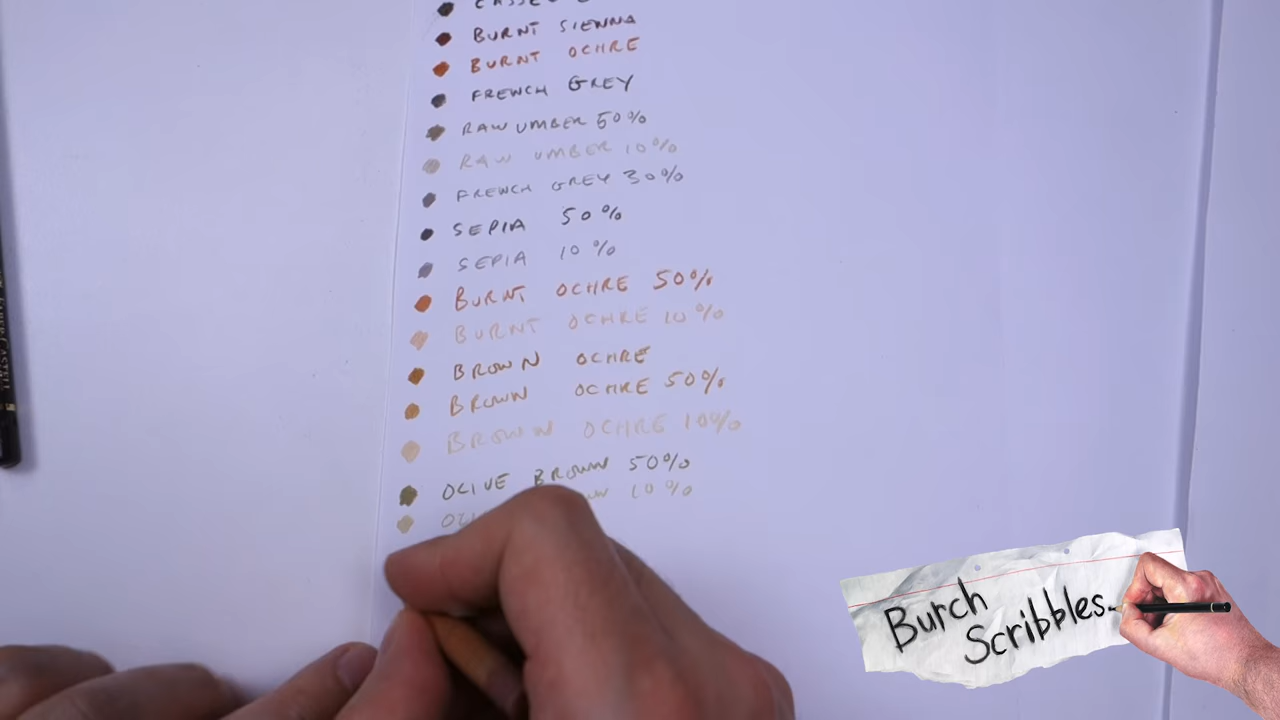 BURNT SIENNA
BURNT OCHRE
FRENCH GREY
RAW UMBER 50%
RAW UMBER 10%
FRENCH GREY 30%
SEPIA 50%
SEPIA 10%
BURNT OCHRE 50%
BURNT OCHRE 10%
BROWN OCHRE
BROWN OCHRE 50%
BROWN OCHRE 10%
OLIVE BROWN 50%
10%
Burch
Scribbles